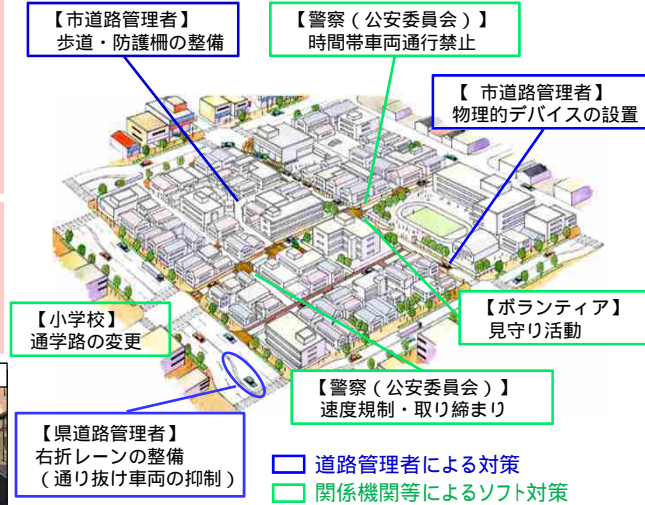 【市道路管理者】
歩道・防護柵の整備
【警察（公安委員会）】
時間帯車両通行禁止
【 市道路管理者】
物理的デバイスの設置
【小学校】
通学路の変更
【ボランティア】
見守り活動
【警察（公安委員会）】
速度規制・取り締まり
【県道路管理者】
右折レーンの整備
（通り抜け車両の抑制）
道路管理者による対策
関係機関等によるソフト対策